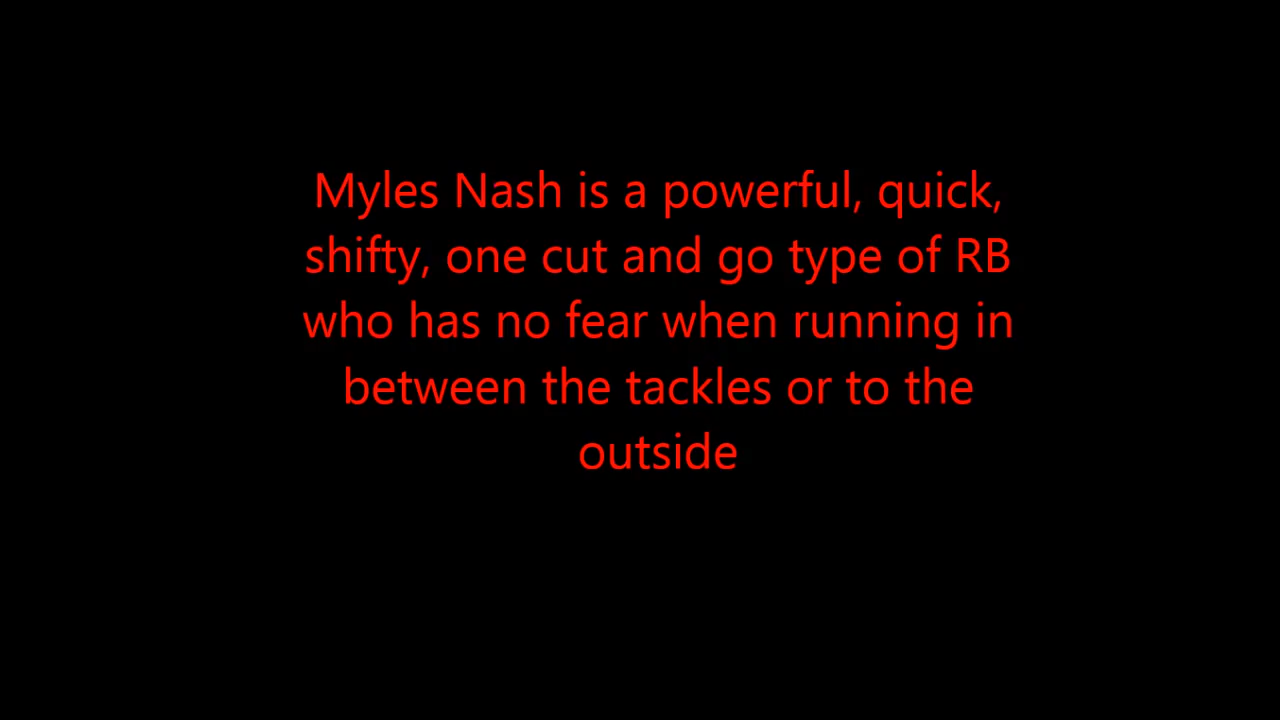 Myles Nash is a powerful, quick,
shifty, one cut and go type of RB
who has no fear when running in
between the tackles or to the
outside